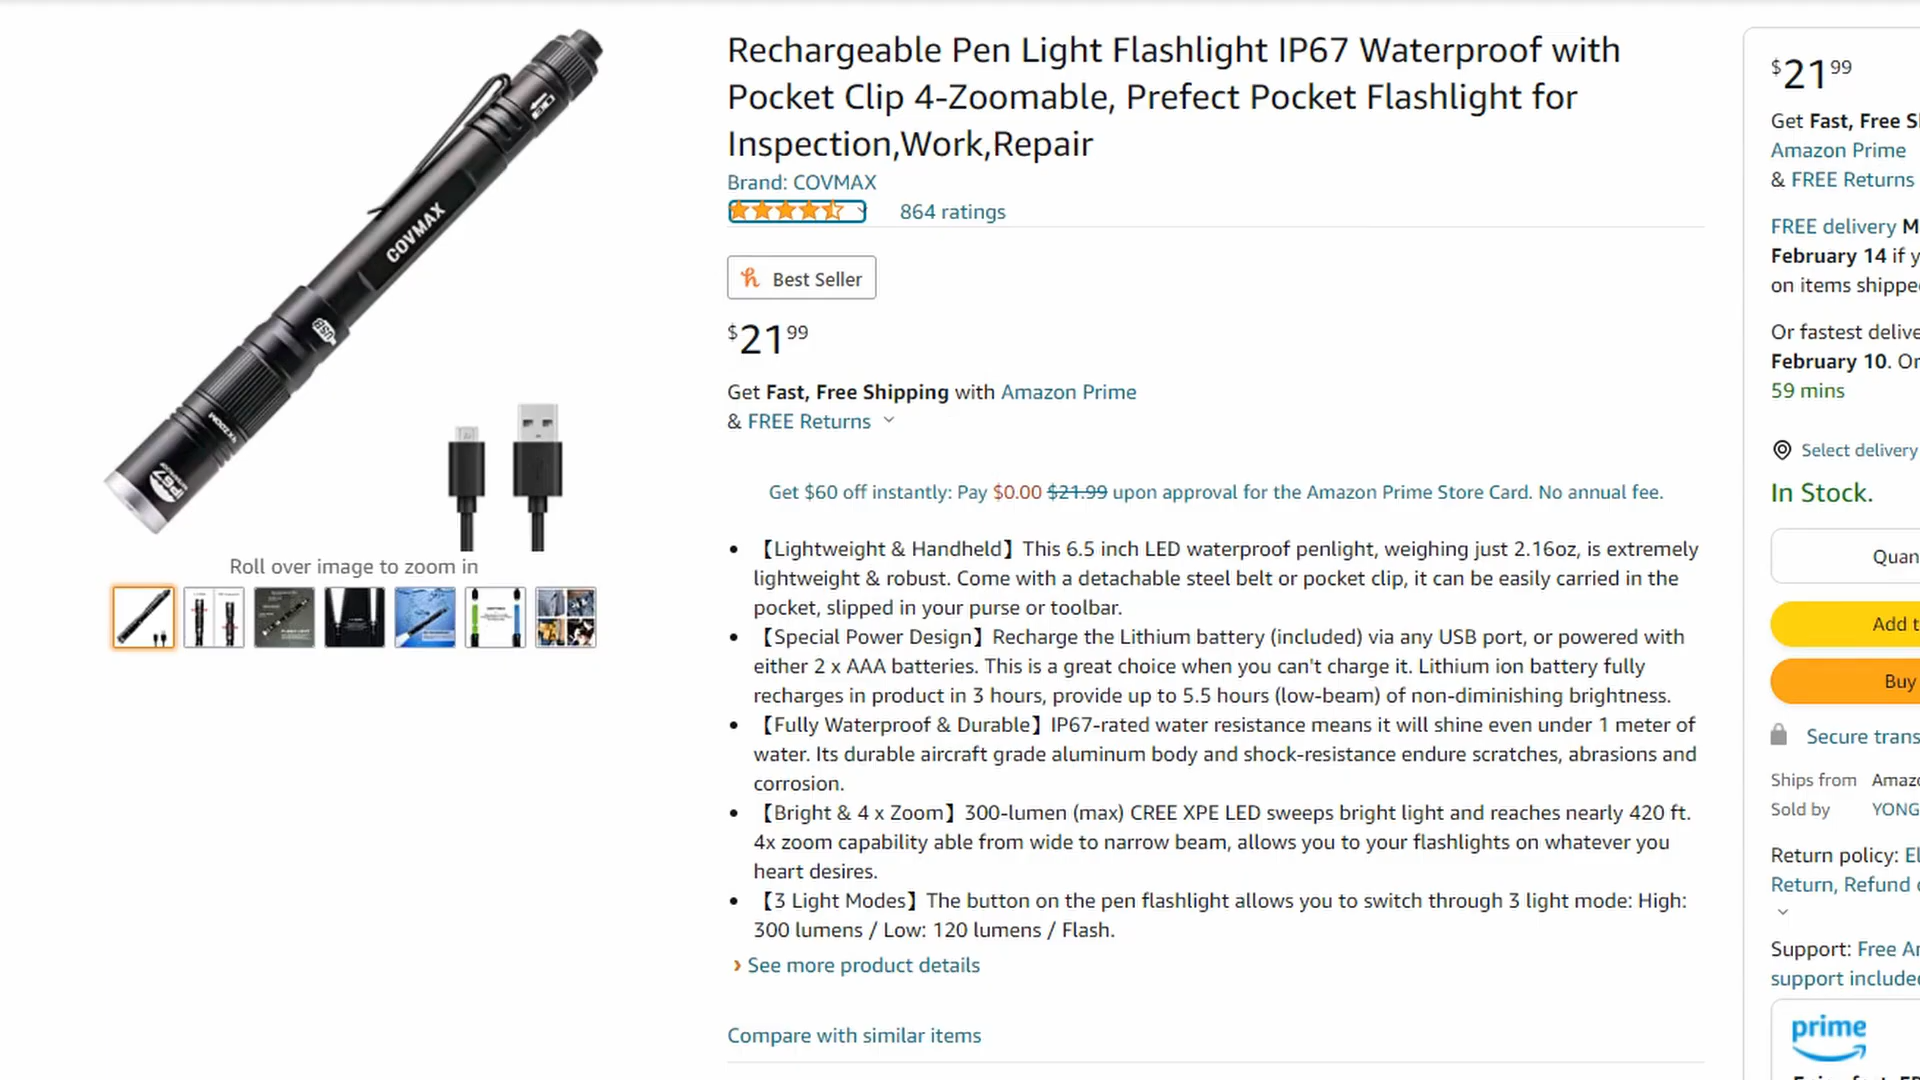 Rechargeable Pen Light Flashlight IP67 Waterproof with
Pocket Clip 4-Zoomable, Prefect Pocket Flashlight for
Inspection,Work,Repair
Brand: COVMAX
864 ratings
Best Seller
$21 99
Get Fast, Free Shipping with Amazon Prime
& FREE Returns
Get $60 off instantly: Pay $0.00 $21.99 upon approval for the Amazon Prime Store Card. No annual fee.
【Lightweight & Handheld】This 6.5 inch LED waterproof penlight, weighing just 2.16oz, is extremely
lightweight & robust. Come with a detachable steel belt or pocket clip, it can be easily carried in the
pocket, slipped in your purse or toolbar.
【Special Power Design】Recharge the Lithium battery (included) via any USB port, or powered with
either 2 x AAA batteries. This is a great choice when you can't charge it. Lithium ion battery fully
recharges in product in 3 hours, provide up to 5.5 hours (low-beam) of non-diminishing brightness.
【Fully Waterproof & Durable】IP67-rated water resistance means it will shine even under 1 meter of
water. Its durable aircraft grade aluminum body and shock-resistance endure scratches, abrasions and
corrosion.
【Bright & 4 x Zoom】300-lumen (max) CREE XPE LED sweeps bright light and reaches nearly 420 ft.
4x zoom capability able from wide to narrow beam, allows you to your flashlights on whatever you
heart desires.
【3 Light Modes】The button on the pen flashlight allows you to switch through 3 light mode: High:
300 lumens / Low: 120 lumens / Flash.
› See more product details
Compare with similar items
COVMAX
USB
IP67
Roll over image to zoom in
$21 99
Get Fast, Free S
Amazon Prime
& FREE Returns
FREE delivery M
February 14 if y
on items shippe
Or fastest delive
February 10. Or
59 mins
Select delivery
In Stock.
Quan
Add t
Buy
Secure trans
Ships from Amaz
Sold by YONG
Return policy: El
Return, Refund
Support: Free A
support include
prime